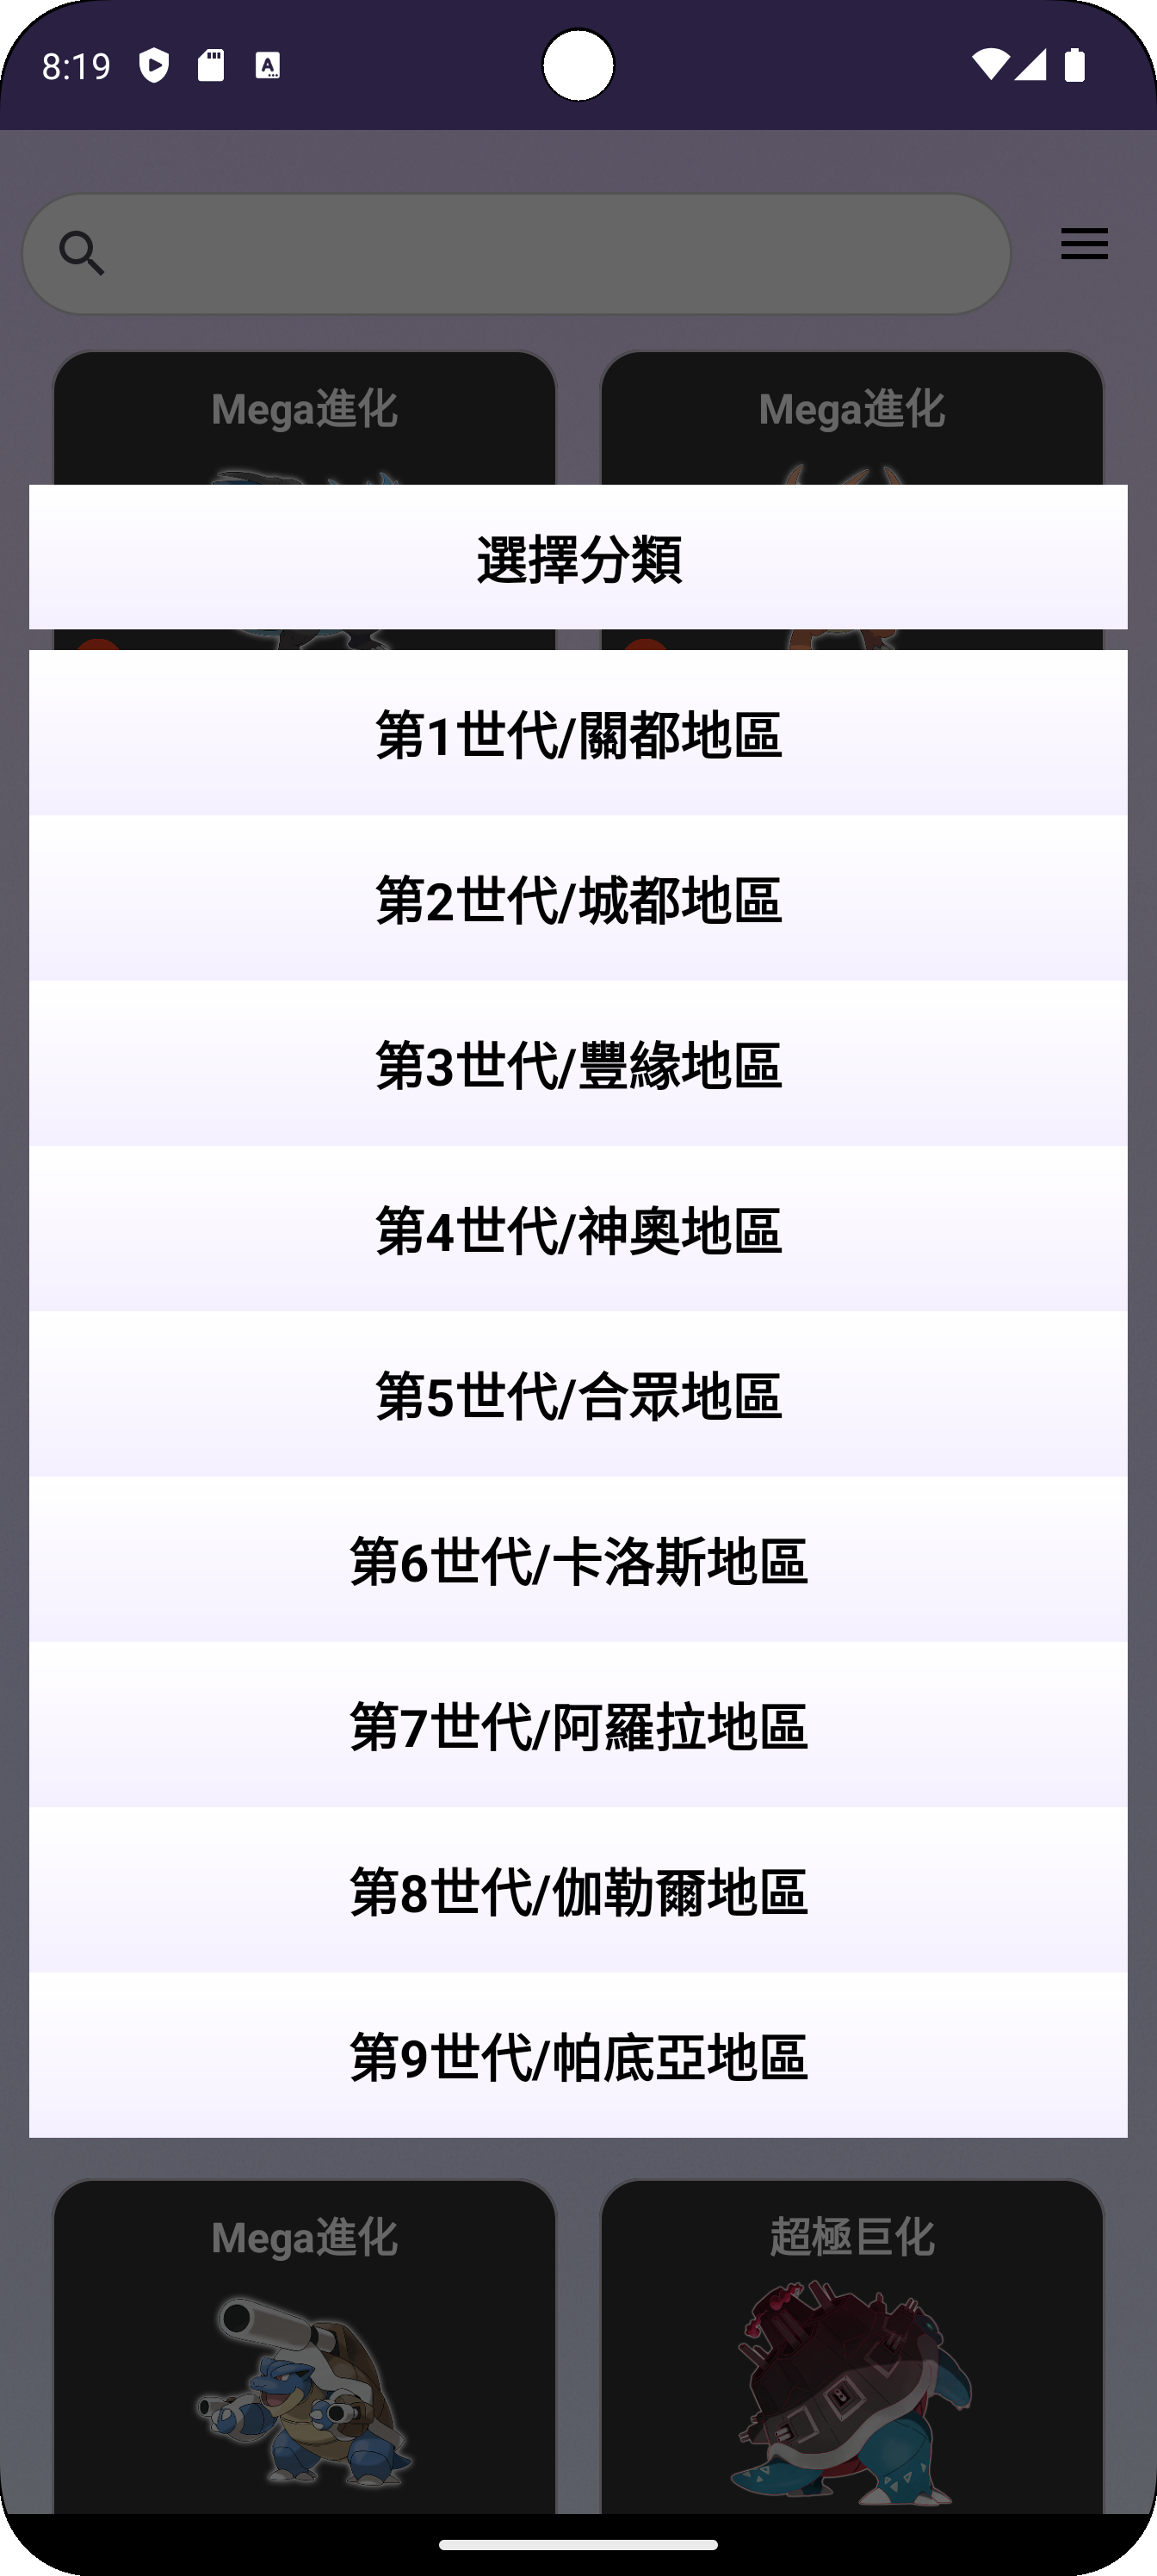 8:19
Mega進化 Mega進化
選擇分類
第1世代/關都地區
第2世代/城都地區
第3世代/豐緣地區
第4世代/神奧地區
第5世代/合眾地區
第6世代/卡洛斯地區
第7世代/阿羅拉地區
第8世代/伽勒爾地區
第9世代/帕底亞地區
Mega進化 超極巨化